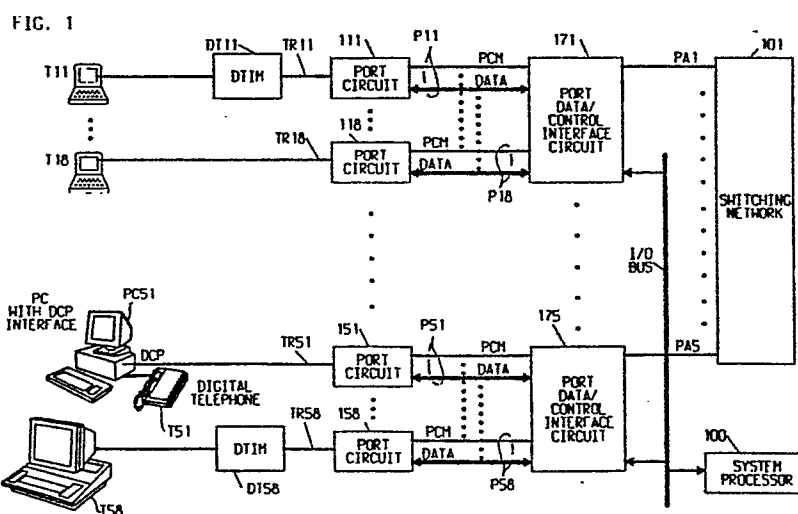 FIG. 1
T11
DT11
DTIM
TR11
111
PORT
CIRCUIT
P11
PCM
DATA
171
PORT
DATA/
CONTROL
INTERFACE
CIRCUIT
PA1
101
SWITCHING
NETWORK
T18
TR18
118
PORT
CIRCUIT
PCM
DATA
P18
I/O
BUS
PC
WITH DCP
INTERFACE
PC51
DCP
DIGITAL
TELEPHONE
T51
TR51
151
PORT
CIRCUIT
P51
PCM
DATA
175
PORT
DATA/
CONTROL
INTERFACE
CIRCUIT
PA5
T58
DTIM
DT58
TR58
158
PORT
CIRCUIT
PCM
DATA
P58
100
SYSTEM
PROCESSOR